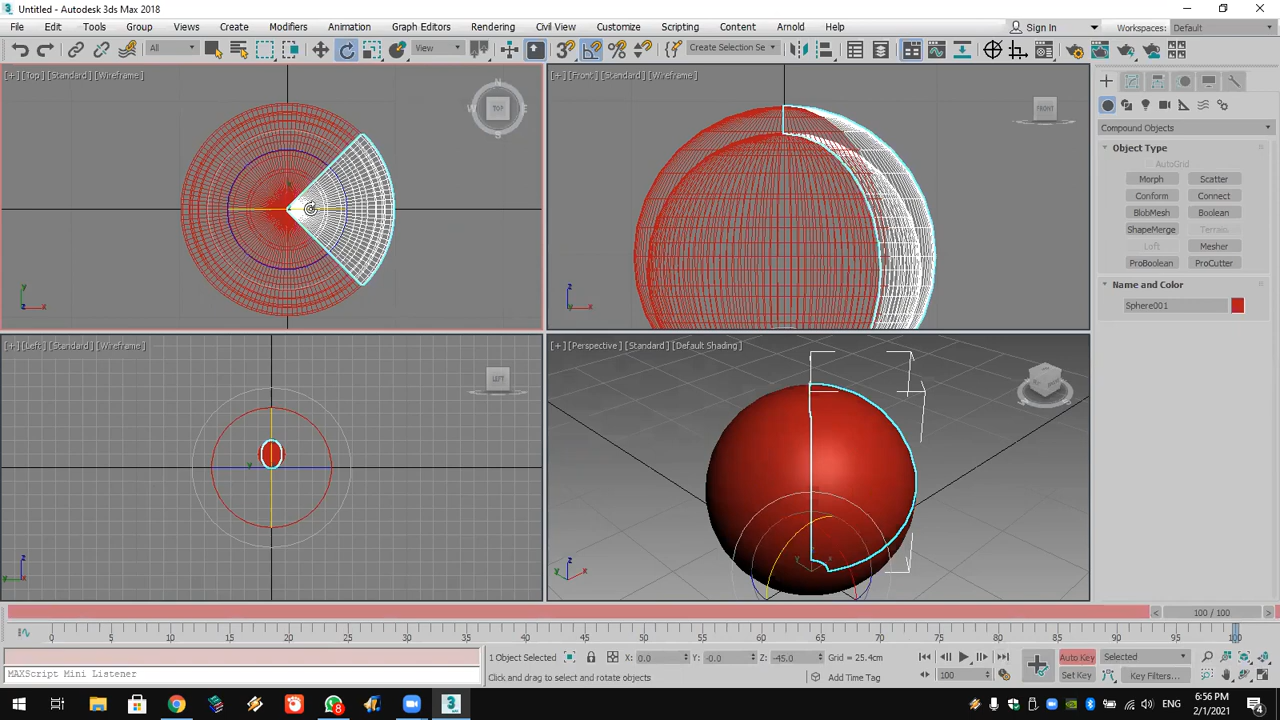 Untitled - Autodesk 3ds Max 2018
File Edit Tools Group Create Modifiers Animation Graph Editors Rendering Civil View Customize Scripting Content Arnold Help
Sign In Workspaces: Default
All View Create Selection Se
[+] [Top] [Standard] [Wireframe]
[+] [Front] [Standard] [Wireframe]
N
W TOP E
S
FRONT
Compound Objects
Object Type
AutoGrid
Morph Scatter
Conform Connect
BlobMesh Boolean
ShapeMerge Terrain
Loft Mesher
ProBoolean ProCutter
Name and Color
Sphere001
y
x
z
x
[+] [Left] [Standard] [Wireframe]
[+] [Perspective] [Standard] [Default Shading]
LEFT
y
z
y
z
y x
100 / 100
0 5 10 15 20 25 30 35 40 45 50 55 60 65 70 75 80 85 90 95 100
1 Object Selected X: 0.0 Y: -0.0 Z: -45.0 Grid = 25.4cm
Auto Key Selected
MAXScript Mini Listener
Click and drag to select and rotate objects
Add Time Tag
100
Set Key Key Filters...
8
3
ENG
6:56 PM
2/1/2021
4